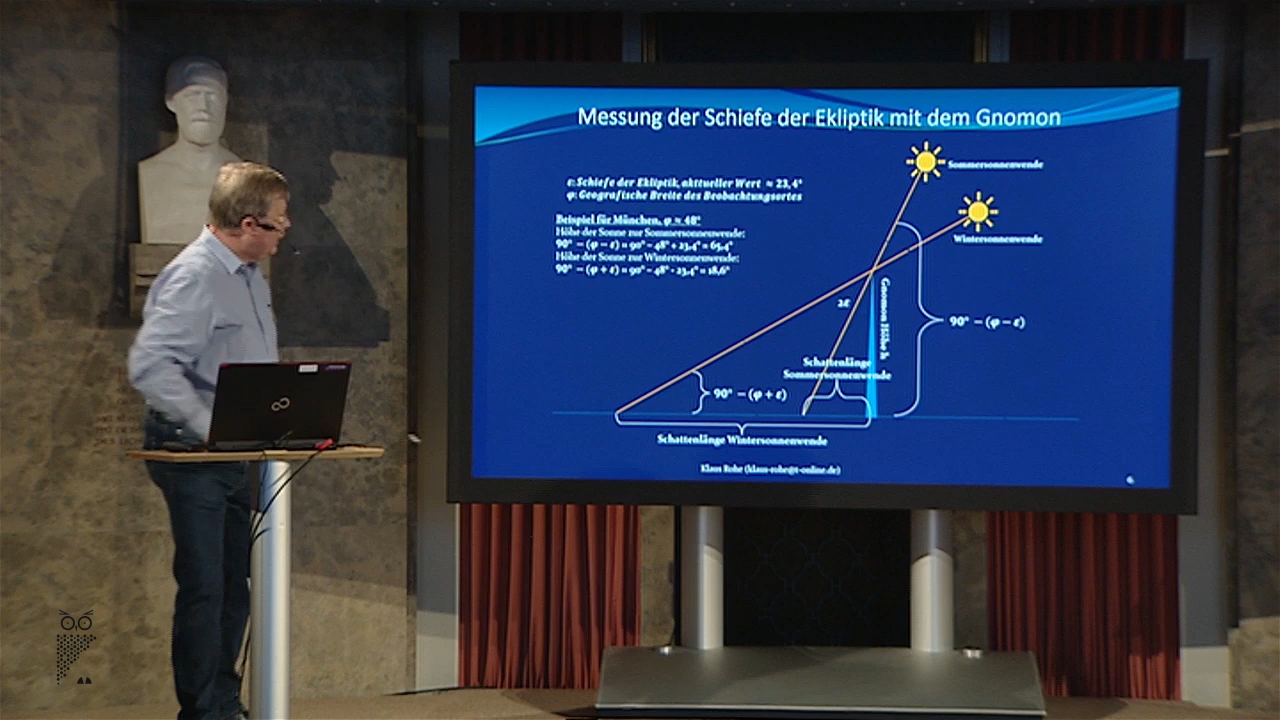 Messung der Schiefe der Ekliptik mit dem Gnomon
Sommersonnenwende
ε: Schiefe der Ekliptik, akttueller Wert ≈ 23,4°
φ: Geografische Breite des Beobachtungsortes
Beispiel für München, φ ≈ 48°
Höhe der Sonne zur Sommersonnenwende:
90° − (φ − ε) = 90° − 48° + 23,4° = 65,4°
Höhe der Sonne zur Wintersonnenwende:
90° − (φ + ε) = 90° − 48° - 23,4° = 18,6°
Wintersonnenwende
2ε
Gnomon Höhe h
90° − (φ − ε)
Schattenlänge
Sommersonnenwende
90° − (φ + ε)
Schattenlänge Wintersonnenwende
Klaus Rohe (klaus-rohe@t-online.de)
6